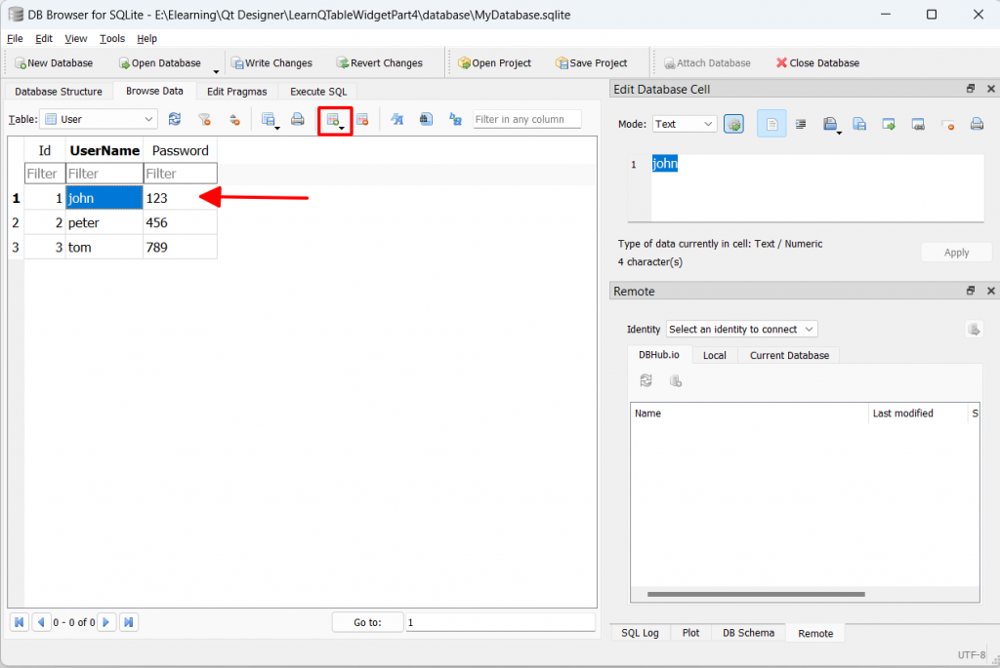 DB Browser for SQLite - E:\Elearning\Qt Designer\LearnQTableWidgetPart4\database\MyDatabase.sqlite
File Edit View Tools Help
New Database Open Database Write Changes Revert Changes Open Project Save Project Attach Database Close Database
Database Structure Browse Data Edit Pragmas Execute SQL
Table: User Filter in any column
Id UserName Password
Filter Filter Filter
1 1 john 123
2 2 peter 456
3 3 tom 789
0 - 0 of 0 Go to: 1
Edit Database Cell
Mode: Text
1 john
Type of data currently in cell: Text / Numeric
4 character(s)
Apply
Remote
Identity Select an identity to connect
DBHub.io Local Current Database
Name Last modified S
SQL Log Plot DB Schema Remote
UTF-8